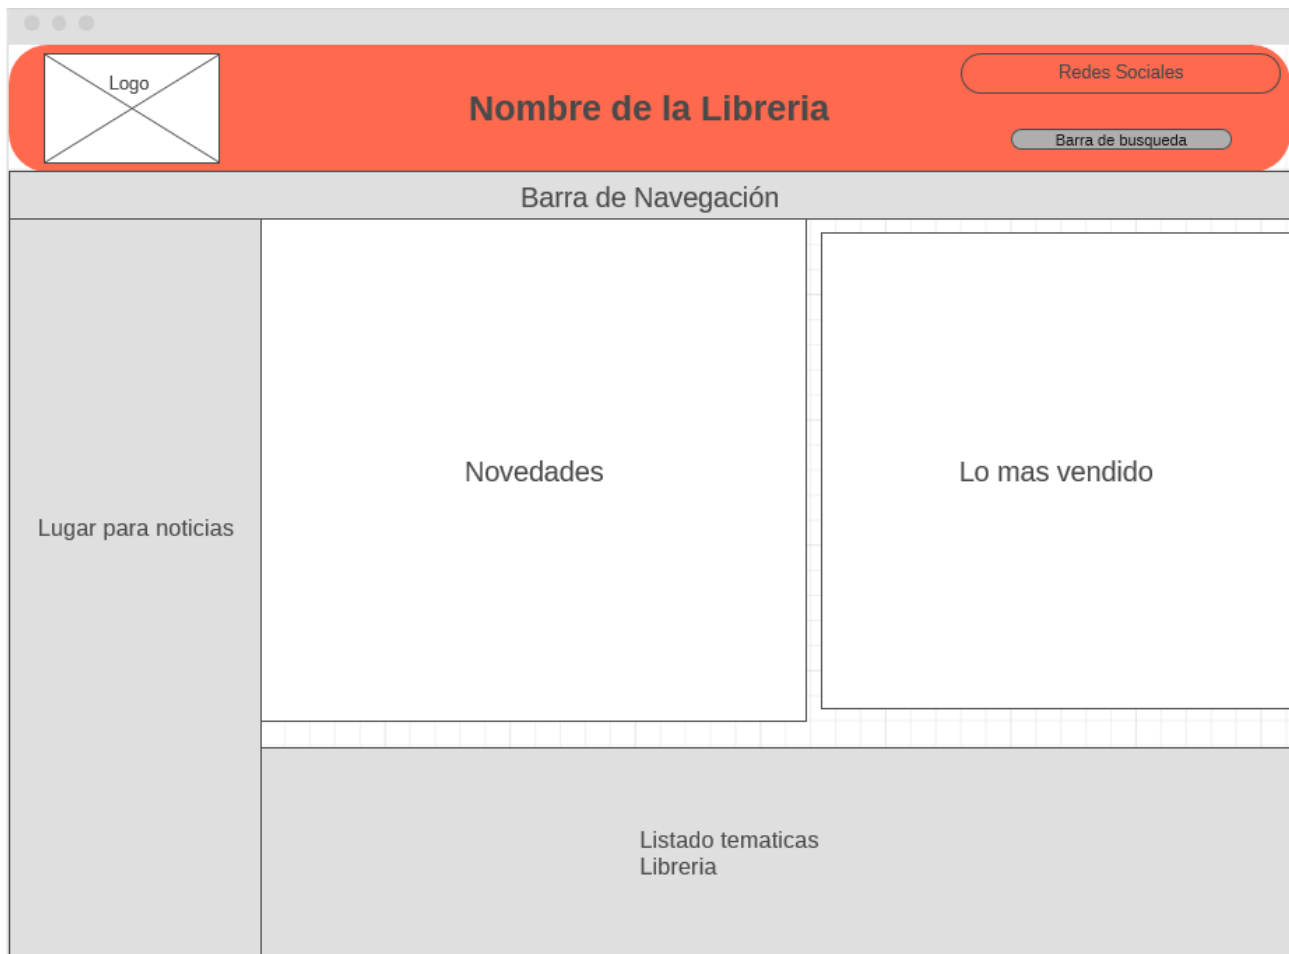 Logo
Nombre de la Libreria
Redes Sociales
Barra de busqueda
Barra de Navegación
Lugar para noticias
Novedades
Lo mas vendido
Listado tematicas
Libreria